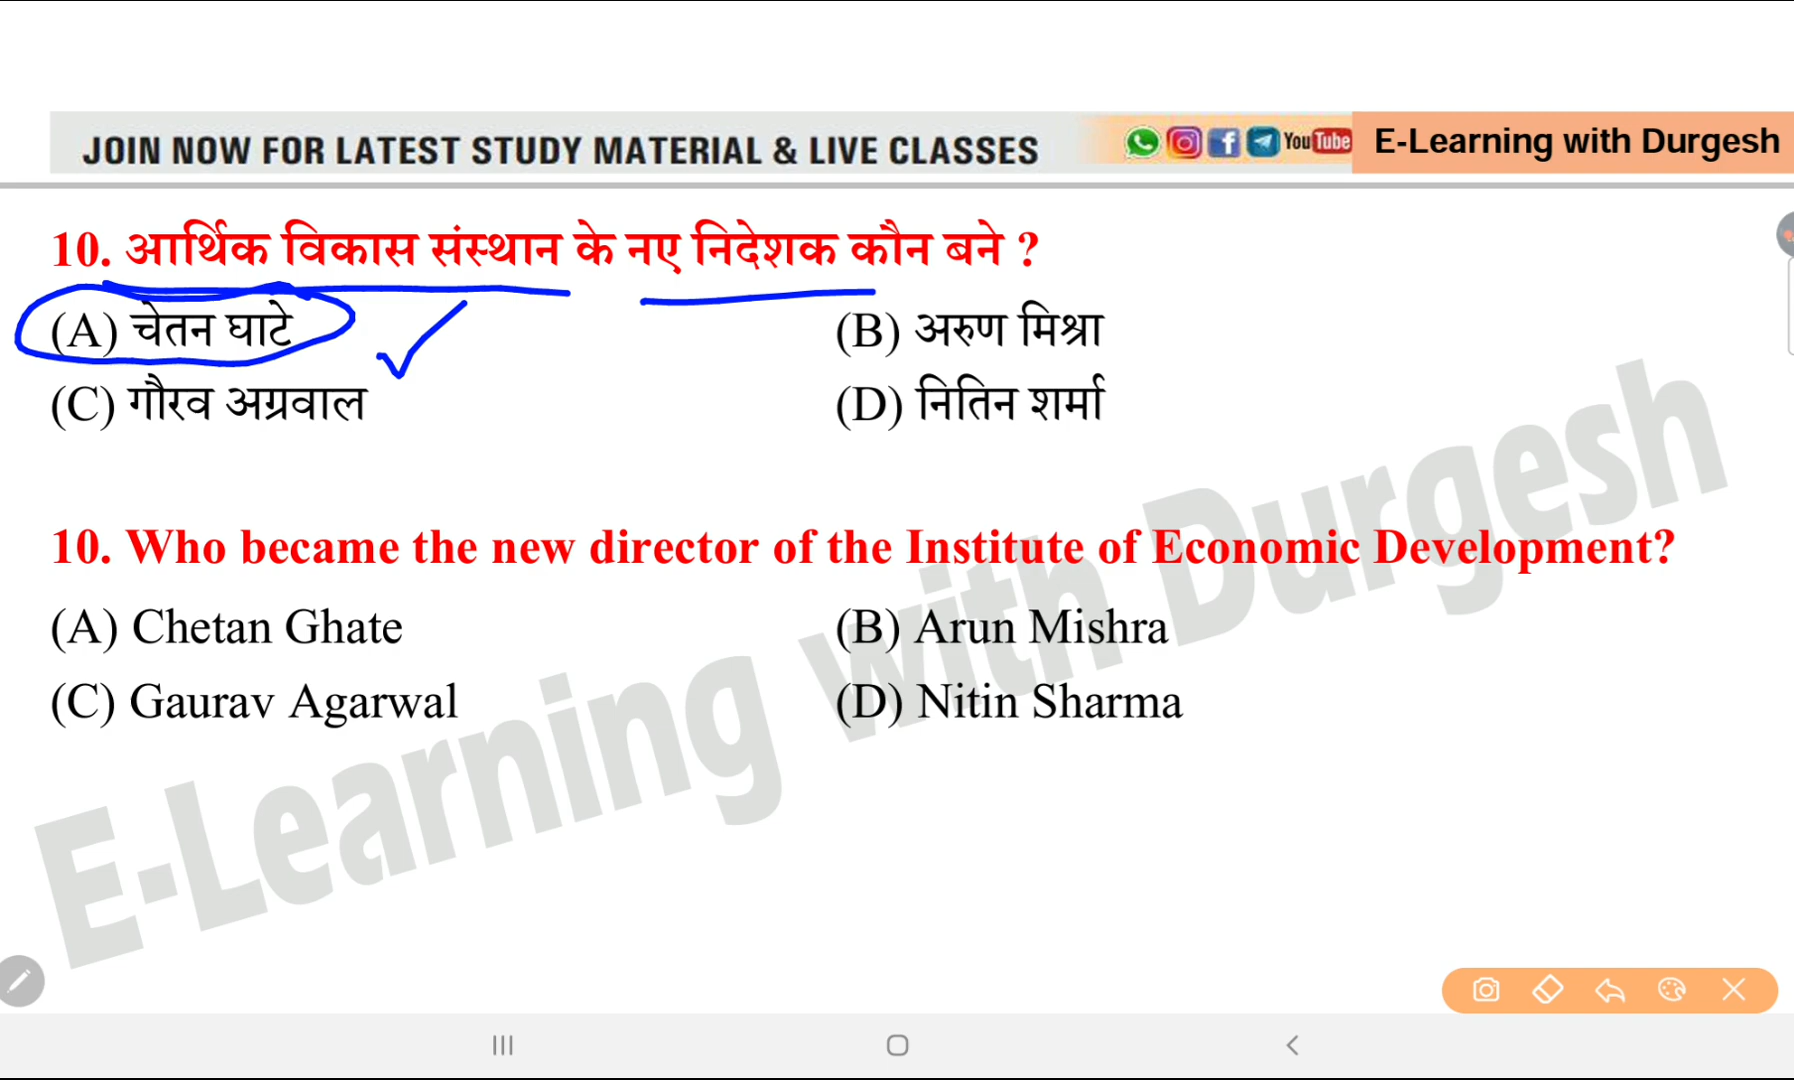 JOIN NOW FOR LATEST STUDY MATERIAL & LIVE CLASSES YouTube E-Learning with Durgesh
10. आर्थिक विकास संस्थान के नए निदेशक कौन बने ?
(A) चेतन घाटे (B) अरुण मिश्रा
(C) गौरव अग्रवाल (D) नितिन शर्मा
10. Who became the new director of the Institute of Economic Development?
(A) Chetan Ghate (B) Arun Mishra
(C) Gaurav Agarwal (D) Nitin Sharma
E-Learning with Durgesh